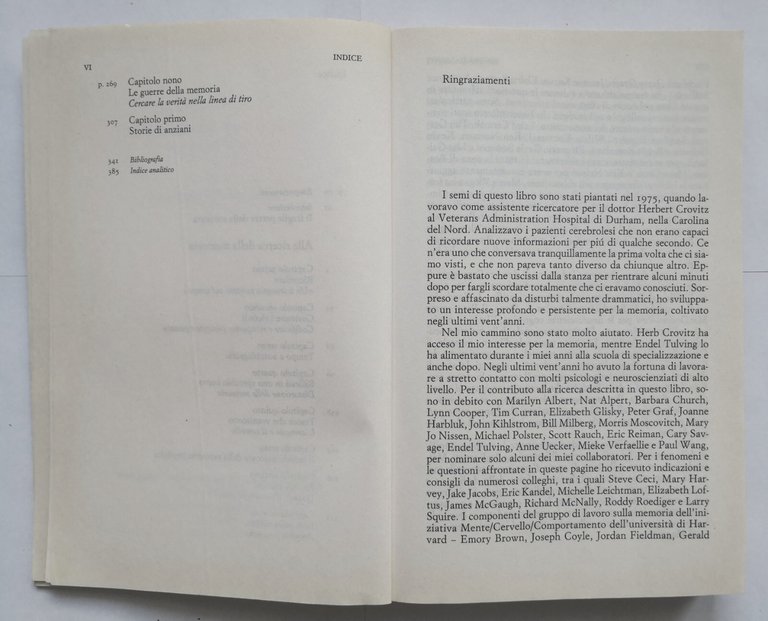 VI
INDICE
p. 269 Capitolo nono
Le guerre della memoria
Cercare la verità nella linea di tiro
307 Capitolo primo
Storie di anziani
341 Bibliografia
385 Indice analitico
Ringraziamenti
I semi di questo libro sono stati piantati nel 1975, quando la-
voravo come assistente ricercatore per il dottor Herbert Crovitz
al Veterans Administration Hospital di Durham, nella Carolina
del Nord. Analizzavo i pazienti cerebrolesi che non erano capaci
di ricordare nuove informazioni per piú di qualche secondo. Ce
n'era uno che conversava tranquillamente la prima volta che ci sia-
mo visti, e che non pareva tanto diverso da chiunque altro. Ep-
pure è bastato che uscissi dalla stanza per rientrare alcuni minuti
dopo per fargli scordare totalmente che ci eravamo conosciuti. Sor-
preso e affascinato da disturbi talmente drammatici, ho sviluppa-
to un interesse profondo e persistente per la memoria, coltivato
negli ultimi vent'anni.
Nel mio cammino sono stato molto aiutato. Herb Crovitz ha
acceso il mio interesse per la memoria, mentre Endel Tulving lo
ha alimentato durante i miei anni alla scuola di specializzazione e
anche dopo. Negli ultimi vent'anni ho avuto la fortuna di lavora-
re a stretto contatto con molti psicologi e neuroscienziati di alto
livello. Per il contributo alla ricerca descritta in questo libro, so-
no in debito con Marilyn Albert, Nat Alpert, Barbara Church,
Lynn Cooper, Tim Curran, Elizabeth Glisky, Peter Graf, Joanne
Harbluk, John Kihlstrom, Bill Milberg, Morris Moscovitch, Mary
Jo Nissen, Michael Polster, Scott Rauch, Eric Reiman, Cary Sav-
age, Endel Tulving, Anne Uecker, Mieke Verfaellie e Paul Wang,
per nominare solo alcuni dei miei collaboratori. Per i fenomeni e
le questioni affrontate in queste pagine ho ricevuto indicazioni e
consigli da numerosi colleghi, tra i quali Steve Ceci, Mary Har-
vey, Jake Jacobs, Eric Kandel, Michelle Leichtman, Elizabeth Lof-
tus, James McGaugh, Richard McNally, Roddy Roediger e Larry
Squire. I componenti del gruppo di lavoro sulla memoria dell'ini-
ziativa Mente/Cervello/Comportamento dell'università di Har-
vard – Emory Brown, Joseph Coyle, Jordan Fieldman, Gerald